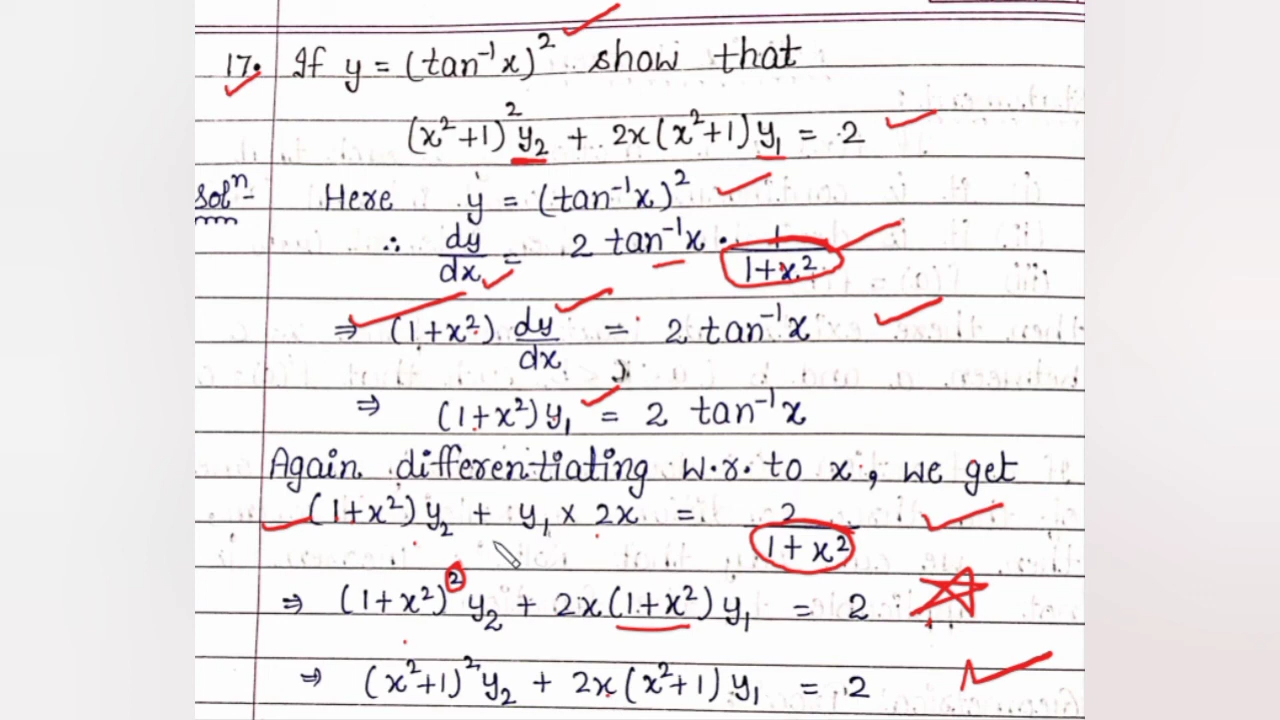 17. If y = (tan⁻¹x)² show that
(x²+1)² y₂ + 2x(x²+1) y₁ = 2
Solⁿ- Here y = (tan⁻¹x)²
∴ dy/dx = 2 tan⁻¹x · 1/(1+x²)
⇒ (1+x²) dy/dx = 2 tan⁻¹x
⇒ (1+x²) y₁ = 2 tan⁻¹x
Again differentiating w.r. to x, we get
(1+x²) y₂ + y₁ × 2x = 2/(1+x²)
⇒ (1+x²)² y₂ + 2x(1+x²) y₁ = 2
⇒ (x²+1)² y₂ + 2x(x²+1) y₁ = 2